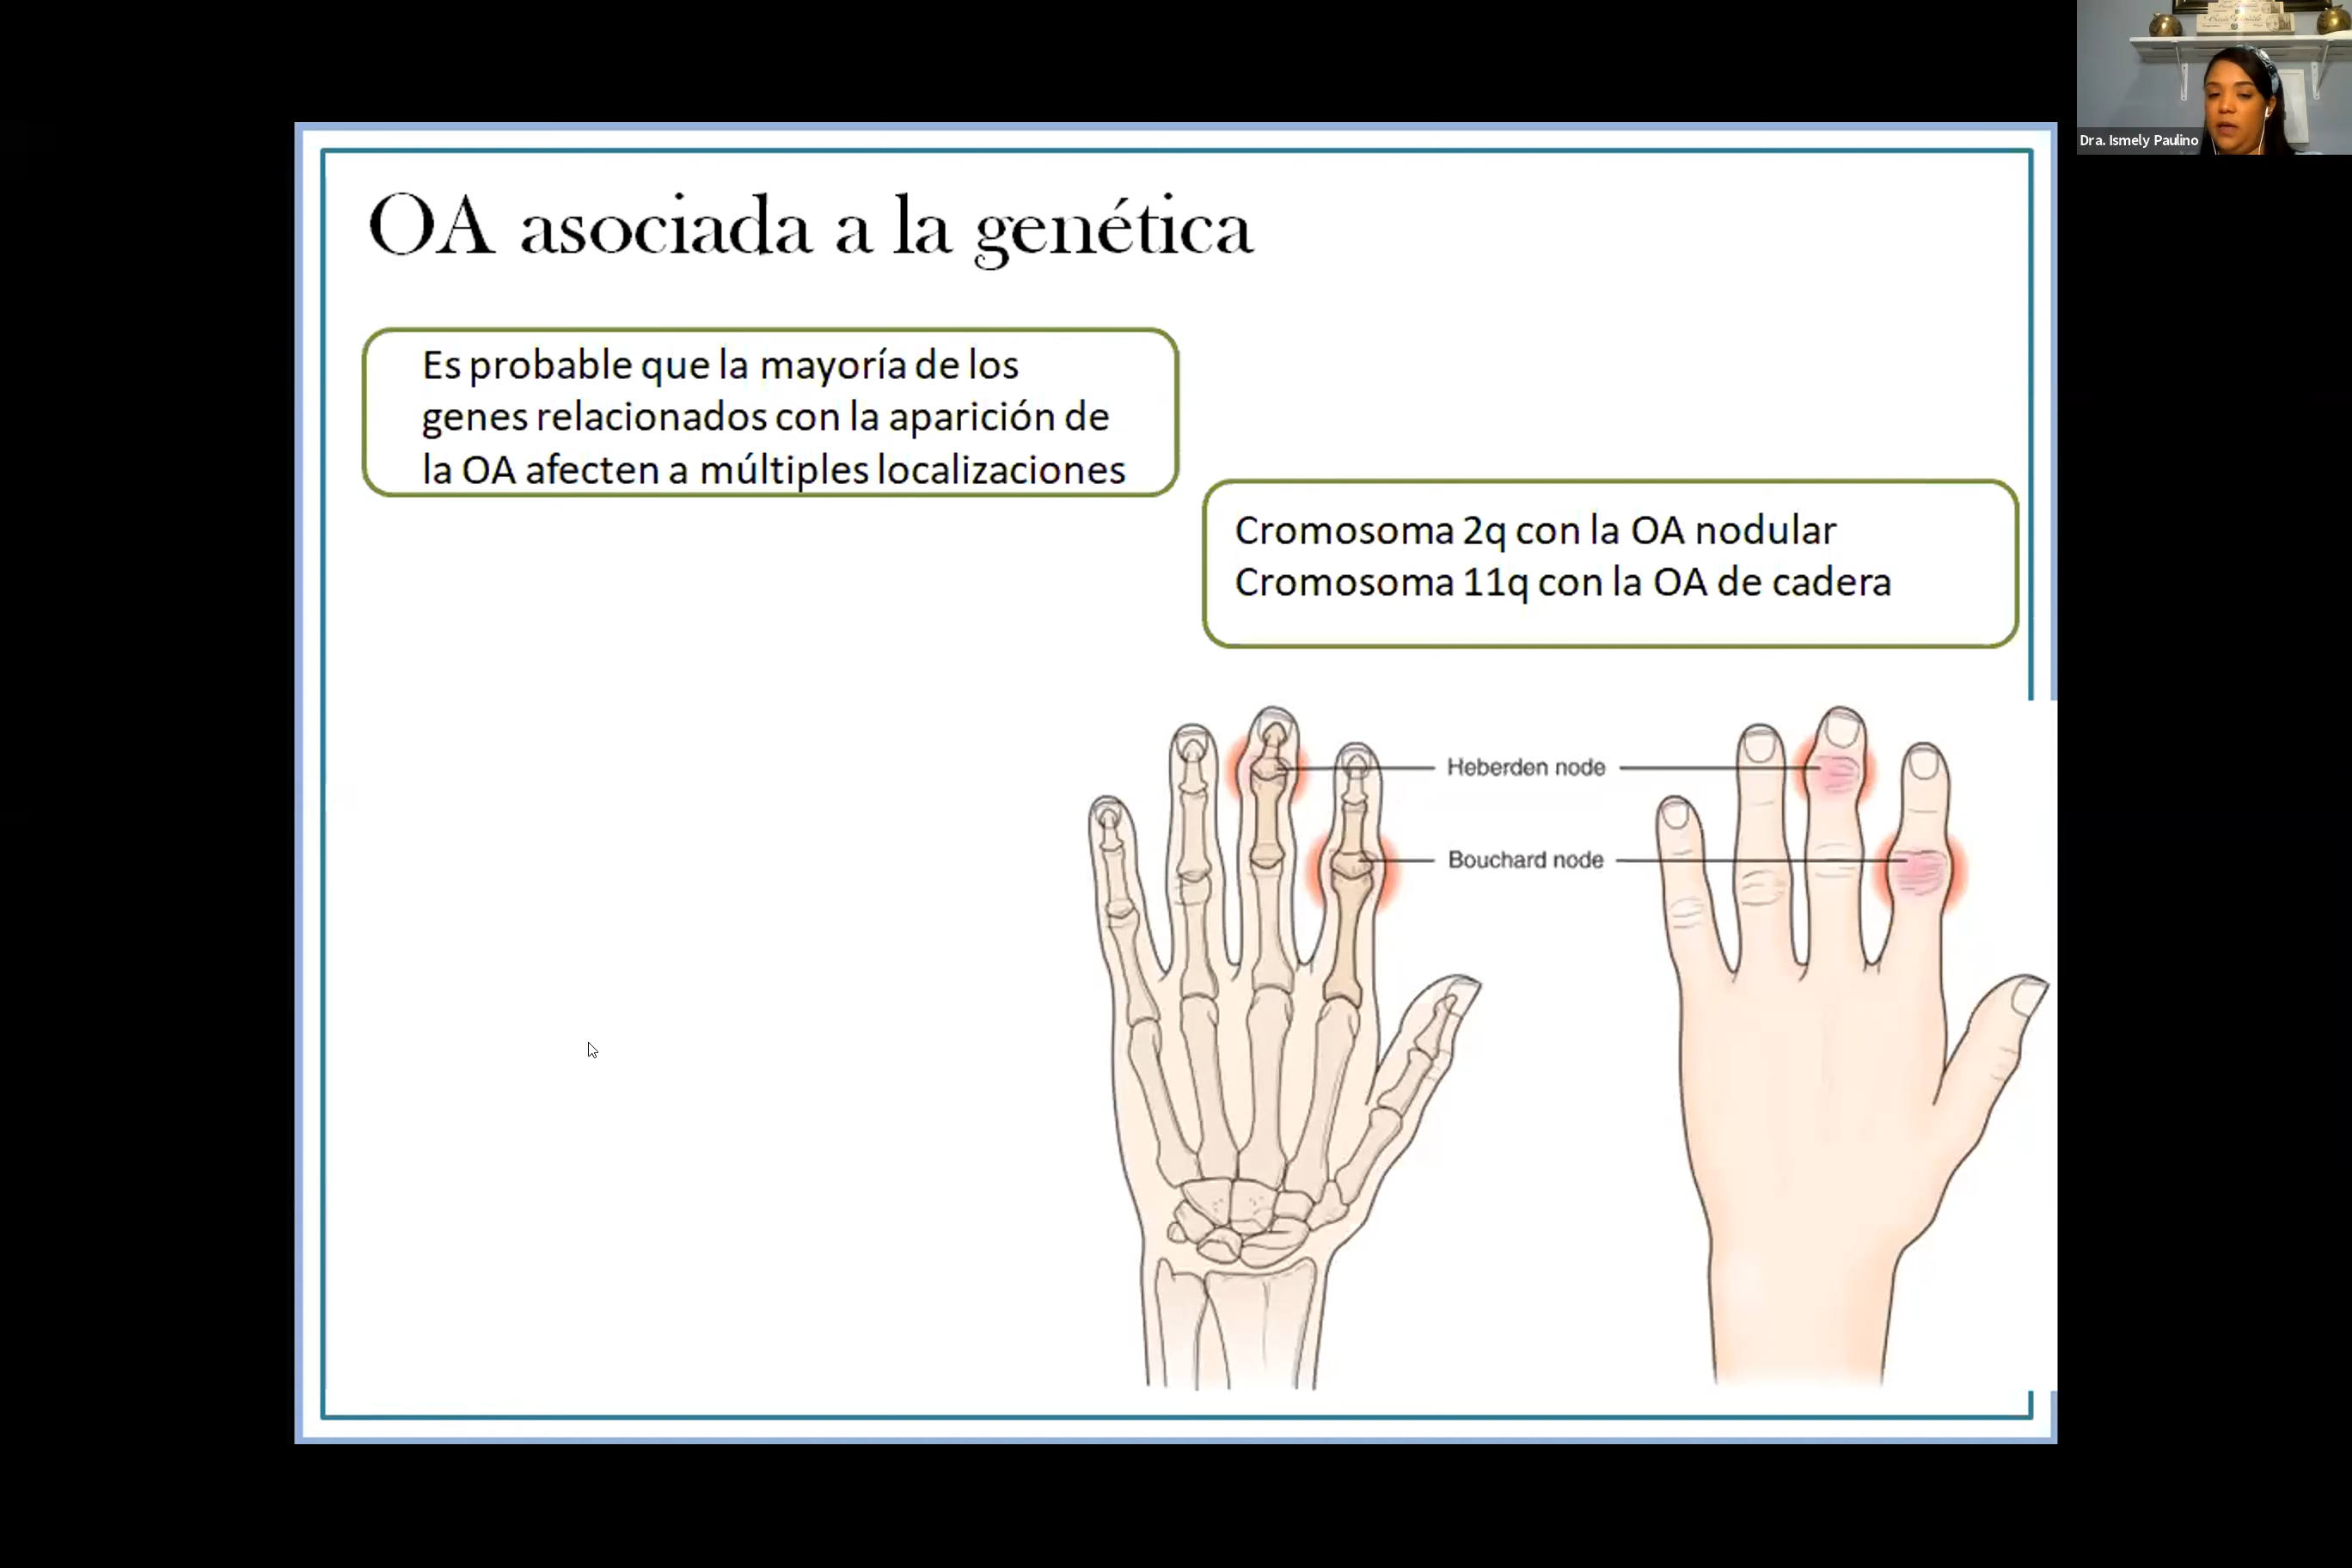 Dra. Ismely Paulino
OA asociada a la genética
Es probable que la mayoría de los
genes relacionados con la aparición de
la OA afecten a múltiples localizaciones
Cromosoma 2q con la OA nodular
Cromosoma 11q con la OA de cadera
Heberden node
Bouchard node